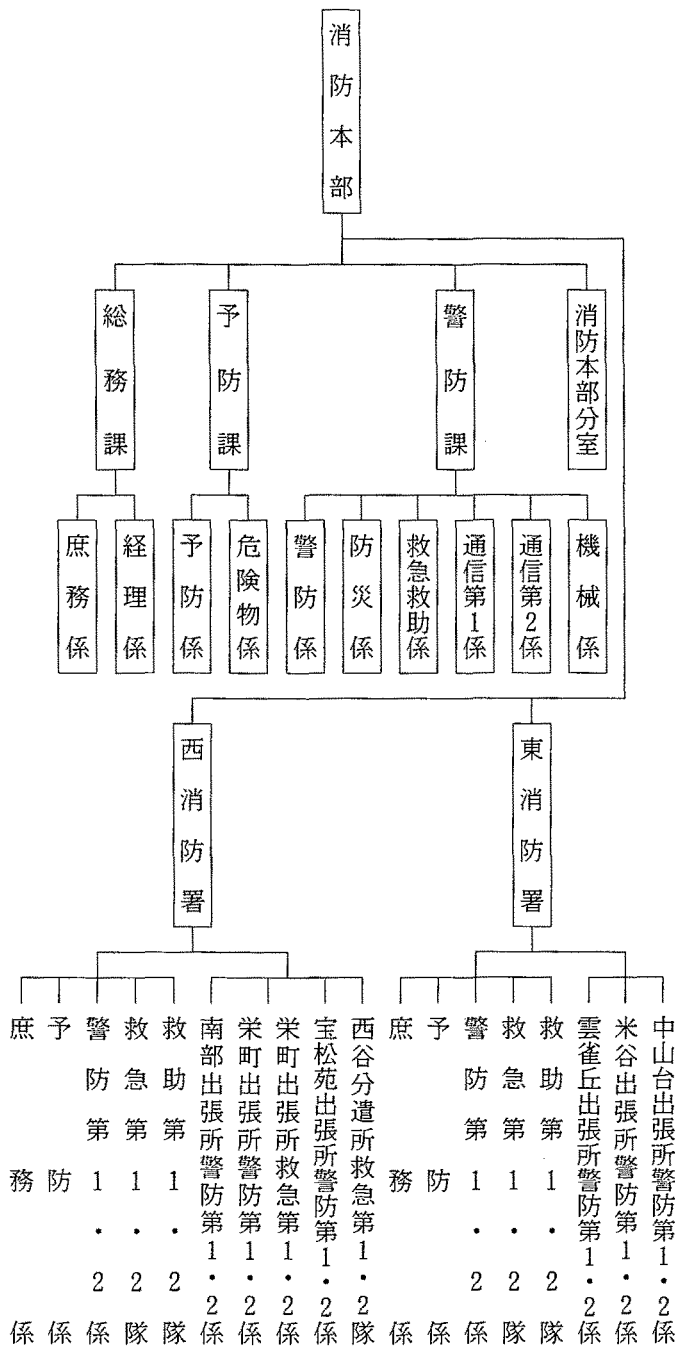 消防本部
総務課
予防課
警防課
消防本部分室
庶務係
経理係
予防係
危険物係
警防係
防災係
救急救助係
通信第1係
通信第2係
機械係
西消防署
東消防署
庶務係
予防係
警防第1・2係
救急第1・2隊
救助第1・2隊
南部出張所警防第1・2係
栄町出張所警防第1・2係
栄町出張所救急第1・2係
宝松苑出張所警防第1・2係
西谷分遣所救急第1・2隊
庶務係
予防係
警防第1・2係
救急第1・2隊
救助第1・2隊
雲雀丘出張所警防第1・2係
米谷出張所警防第1・2係
中山台出張所警防第1・2係